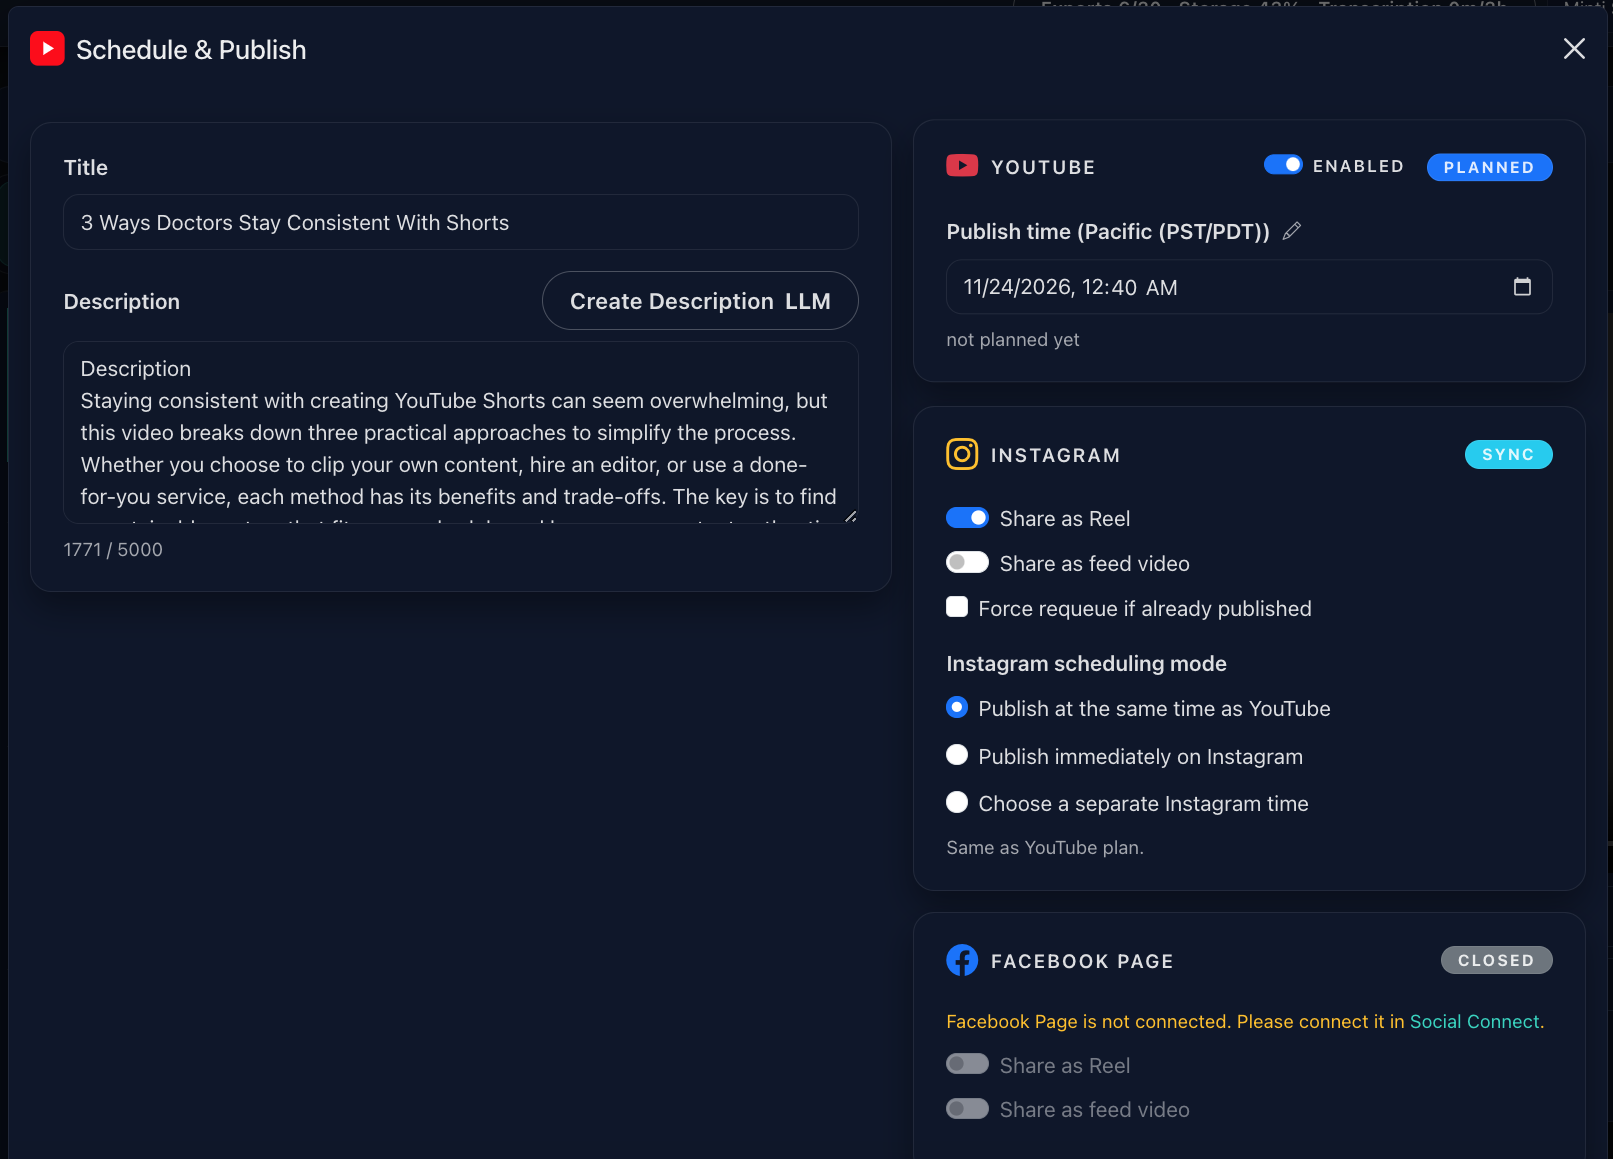 Schedule & Publish
Title
3 Ways Doctors Stay Consistent With Shorts
Description
Create Description LLM
Description
Staying consistent with creating YouTube Shorts can seem overwhelming, but
this video breaks down three practical approaches to simplify the process.
Whether you choose to clip your own content, hire an editor, or use a done-
for-you service, each method has its benefits and trade-offs. The key is to find
1771 / 5000
YOUTUBE
ENABLED
PLANNED
Publish time (Pacific (PST/PDT))
11/24/2026, 12:40 AM
not planned yet
INSTAGRAM
SYNC
Share as Reel
Share as feed video
Force requeue if already published
Instagram scheduling mode
Publish at the same time as YouTube
Publish immediately on Instagram
Choose a separate Instagram time
Same as YouTube plan.
FACEBOOK PAGE
CLOSED
Facebook Page is not connected. Please connect it in Social Connect.
Share as Reel
Share as feed video